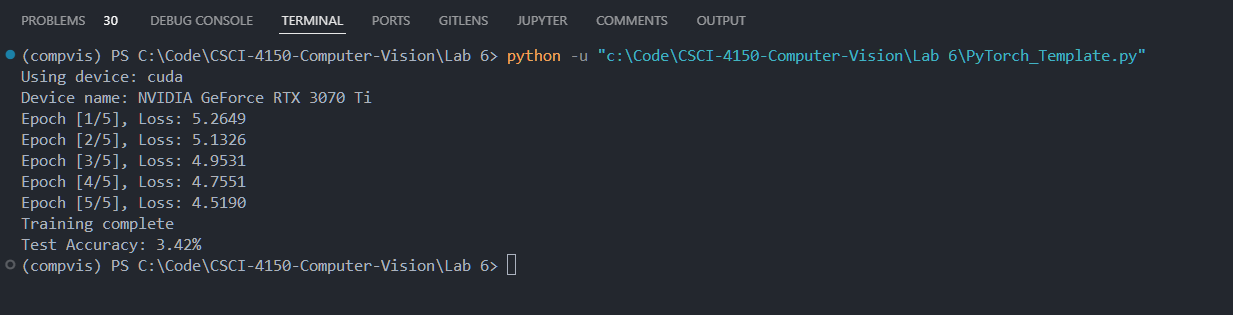 PROBLEMS 30 DEBUG CONSOLE TERMINAL PORTS GITLENS JUPYTER COMMENTS OUTPUT
(compvis) PS C:\Code\CSCI-4150-Computer-Vision\Lab 6> python -u "c:\Code\CSCI-4150-Computer-Vision\Lab 6\PyTorch_Template.py"
Using device: cuda
Device name: NVIDIA GeForce RTX 3070 Ti
Epoch [1/5], Loss: 5.2649
Epoch [2/5], Loss: 5.1326
Epoch [3/5], Loss: 4.9531
Epoch [4/5], Loss: 4.7551
Epoch [5/5], Loss: 4.5190
Training complete
Test Accuracy: 3.42%
(compvis) PS C:\Code\CSCI-4150-Computer-Vision\Lab 6>